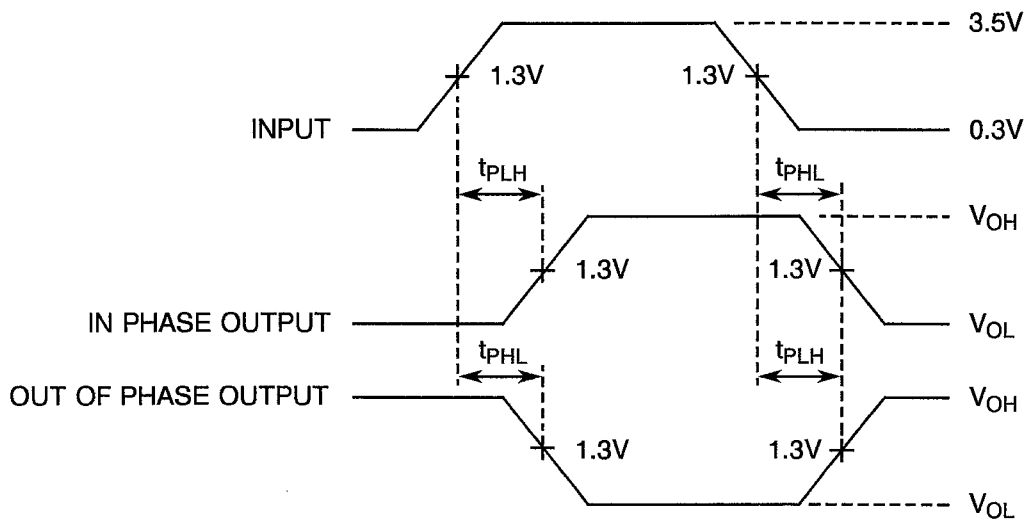 3.5V
1.3V 1.3V
INPUT 0.3V
tPLH tPHL
VOH
1.3V 1.3V
IN PHASE OUTPUT VOL
tPHL tPLH
OUT OF PHASE OUTPUT VOH
1.3V 1.3V
VOL